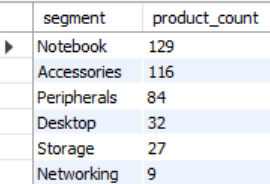 segment product_count
Notebook 129
Accessories 116
Peripherals 84
Desktop 32
Storage 27
Networking 9